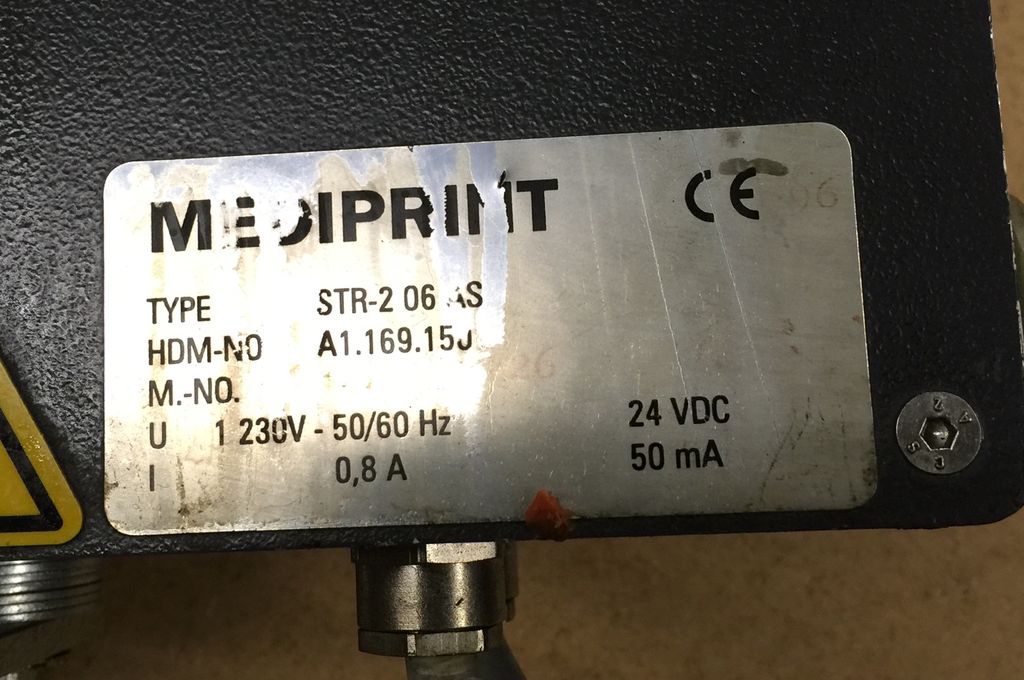 MEDIPRINT CE
TYPE STR-2 06 AS
HDM-NO A1.169.150
M.-NO.
U 1 230V - 50/60 Hz 24 VDC
I 0,8 A 50 mA